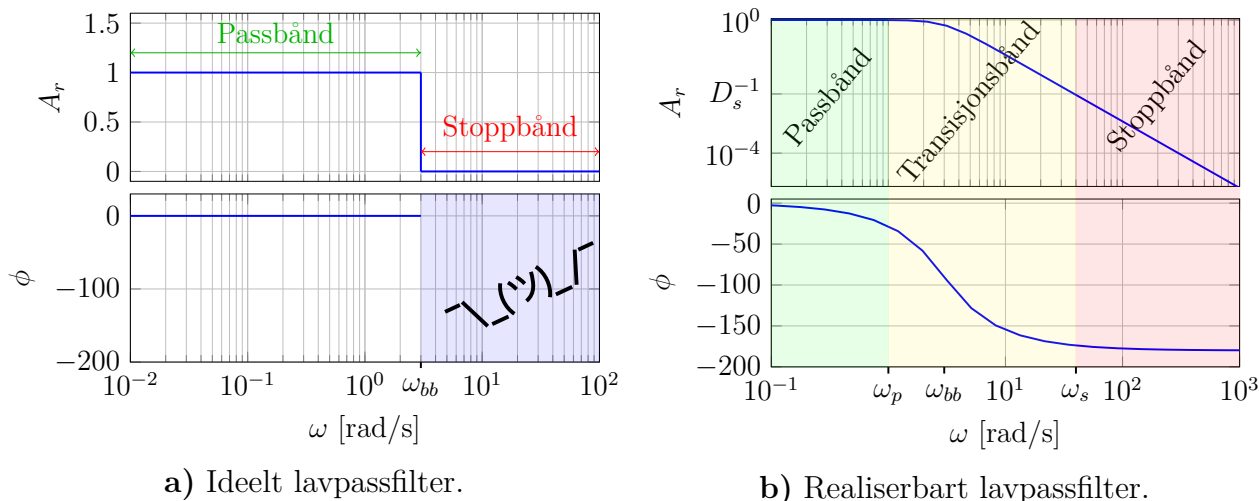 1.5
Passbånd
1
A_r
0.5
Stoppbånd
0
0
ϕ
−100
¯\_(ツ)_/¯
−200
10^−2
10^−1
10^0
ω_bb
10^1
10^2
ω [rad/s]
a) Ideelt lavpassfilter.
10^0
A_r
D_s^−1
10^−4
Passbånd
Transisjonsbånd
Stoppbånd
0
−50
ϕ
−100
−150
−200
10^−1
ω_p
ω_bb
10^1
ω_s
10^2
10^3
ω [rad/s]
b) Realiserbart lavpassfilter.